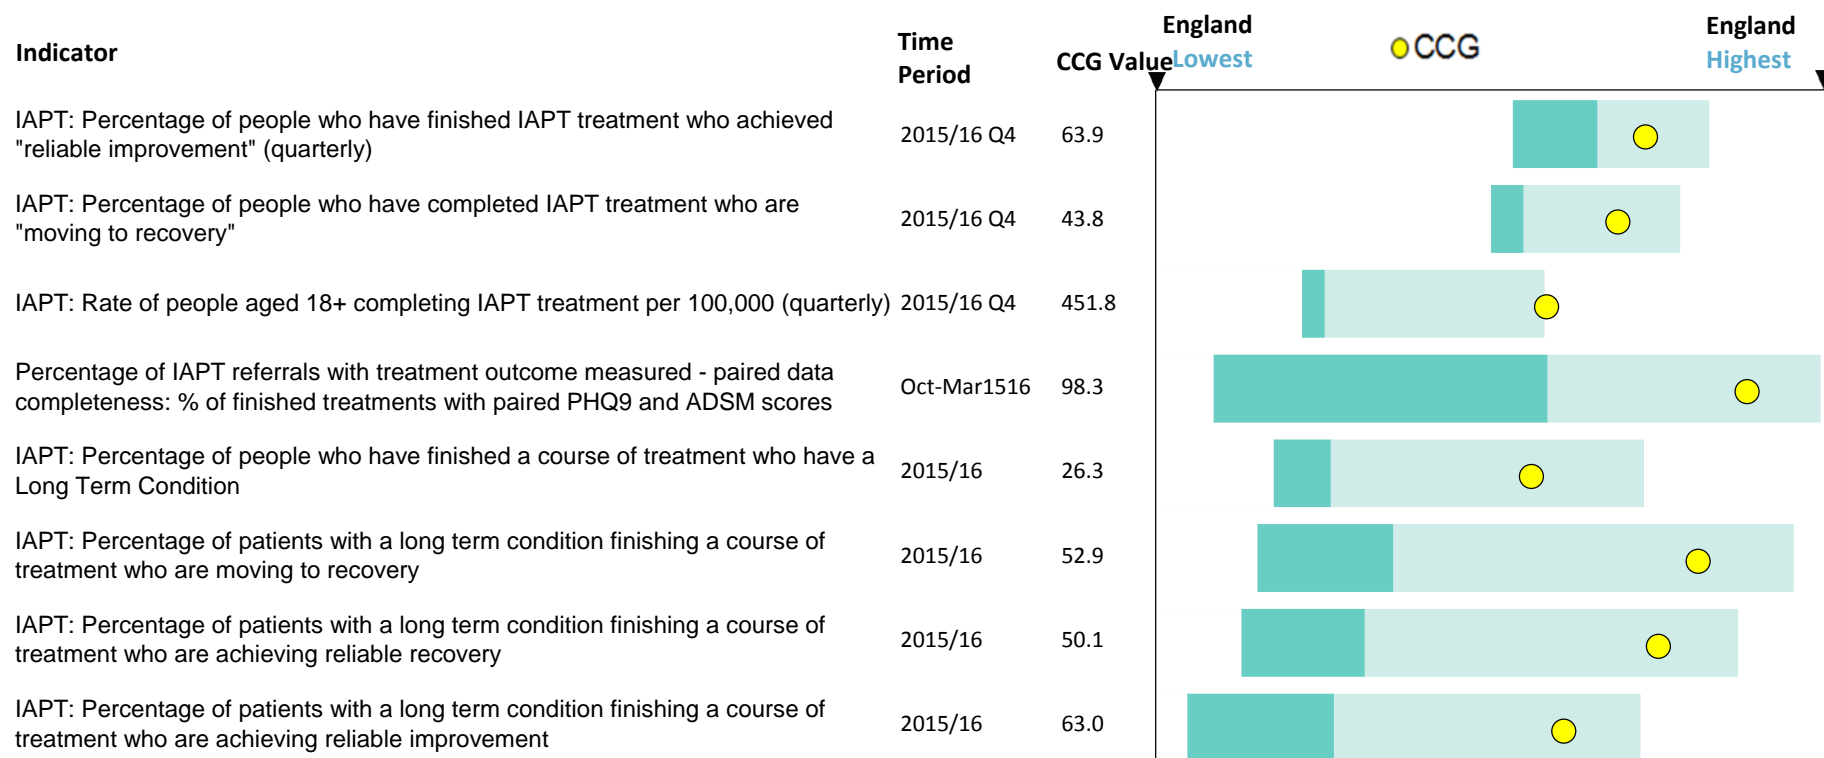 Indicator
Time
Period
CCG Value
England
Lowest
CCG
England
Highest
IAPT: Percentage of people who have finished IAPT treatment who achieved
"reliable improvement" (quarterly)
2015/16 Q4
63.9
IAPT: Percentage of people who have completed IAPT treatment who are
"moving to recovery"
2015/16 Q4
43.8
IAPT: Rate of people aged 18+ completing IAPT treatment per 100,000 (quarterly)
2015/16 Q4
451.8
Percentage of IAPT referrals with treatment outcome measured - paired data
completeness: % of finished treatments with paired PHQ9 and ADSM scores
Oct-Mar1516
98.3
IAPT: Percentage of people who have finished a course of treatment who have a
Long Term Condition
2015/16
26.3
IAPT: Percentage of patients with a long term condition finishing a course of
treatment who are moving to recovery
2015/16
52.9
IAPT: Percentage of patients with a long term condition finishing a course of
treatment who are achieving reliable recovery
2015/16
50.1
IAPT: Percentage of patients with a long term condition finishing a course of
treatment who are achieving reliable improvement
2015/16
63.0